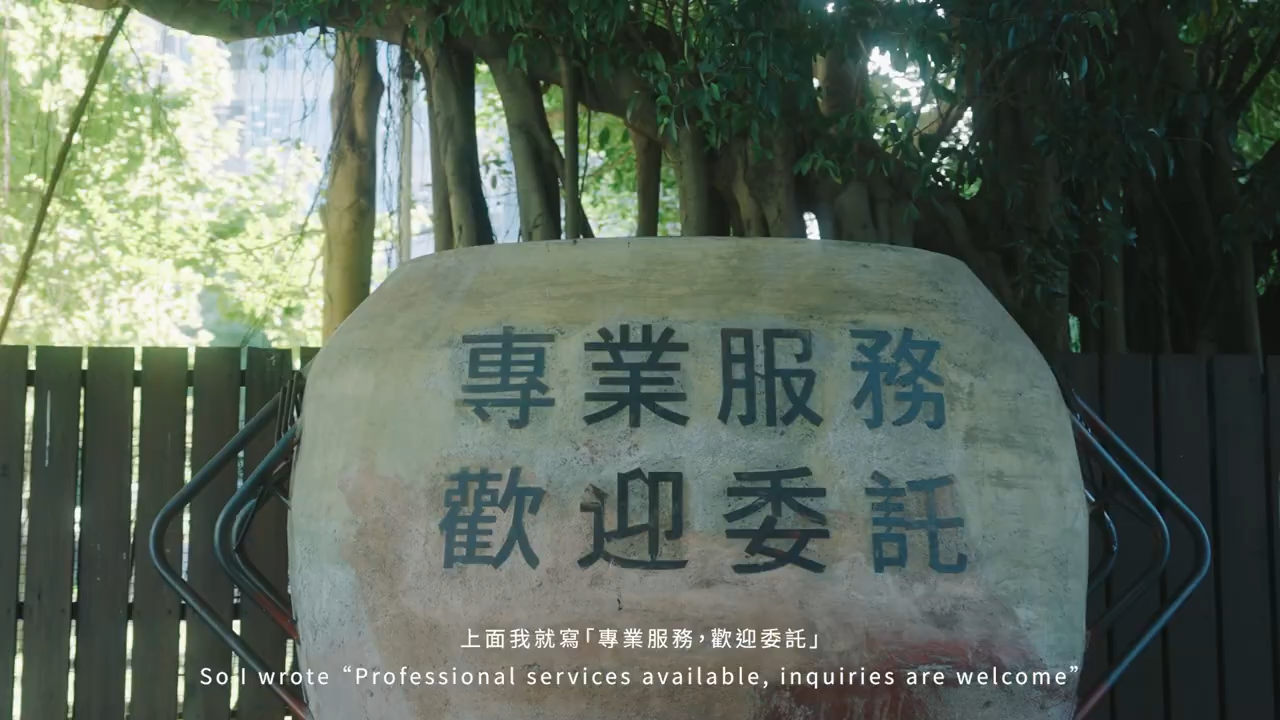 專業服務
歡迎委託
上面我就寫「專業服務，歡迎委託」
So I wrote “Professional services available, inquiries are welcome”